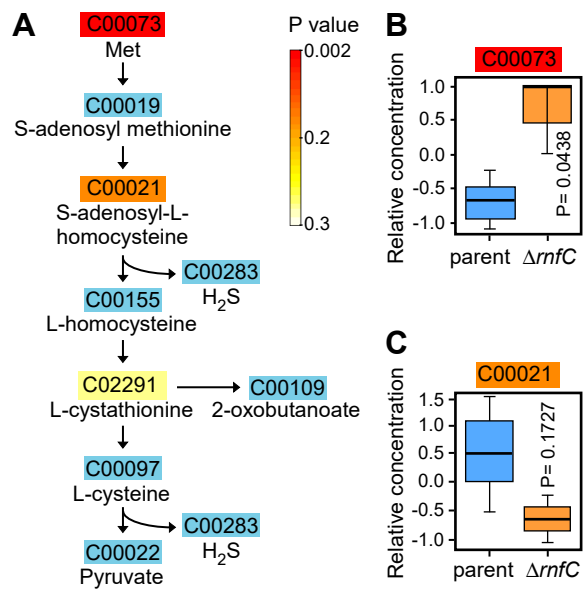 A
C00073
Met
C00019
S-adenosyl methionine
C00021
S-adenosyl-L-
homocysteine
C00283
H2S
C00155
L-homocysteine
C02291
L-cystathionine
C00109
2-oxobutanoate
C00097
L-cysteine
C00283
H2S
C00022
Pyruvate
P value
0.002
0.2
0.3
B
C00073
Relative concentration
1.0
0.5
0.0
-0.5
-1.0
P= 0.0438
parent ΔrnfC
C
C00021
Relative concentration
1.5
1.0
0.5
0.0
-0.5
-1.0
P= 0.1727
parent ΔrnfC